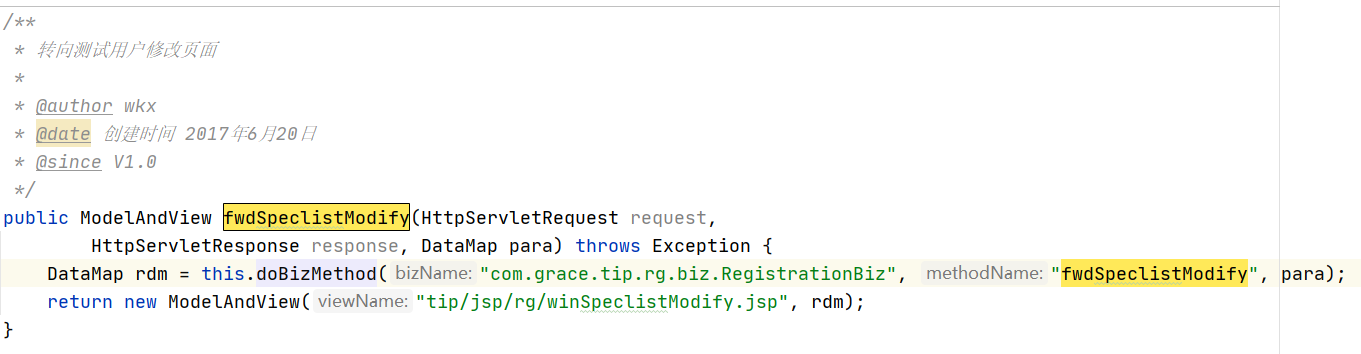 /**
 * 转向测试用户修改页面
 *
 * @author wkx
 * @date 创建时间 2017年6月20日
 * @since V1.0
 */
public ModelAndView fwdSpeclistModify(HttpServletRequest request,
        HttpServletResponse response, DataMap para) throws Exception {
    DataMap rdm = this.doBizMethod( bizName: "com.grace.tip.rg.biz.RegistrationBiz", methodName: "fwdSpeclistModify", para);
    return new ModelAndView( viewName: "tip/jsp/rg/winSpeclistModify.jsp", rdm);
}